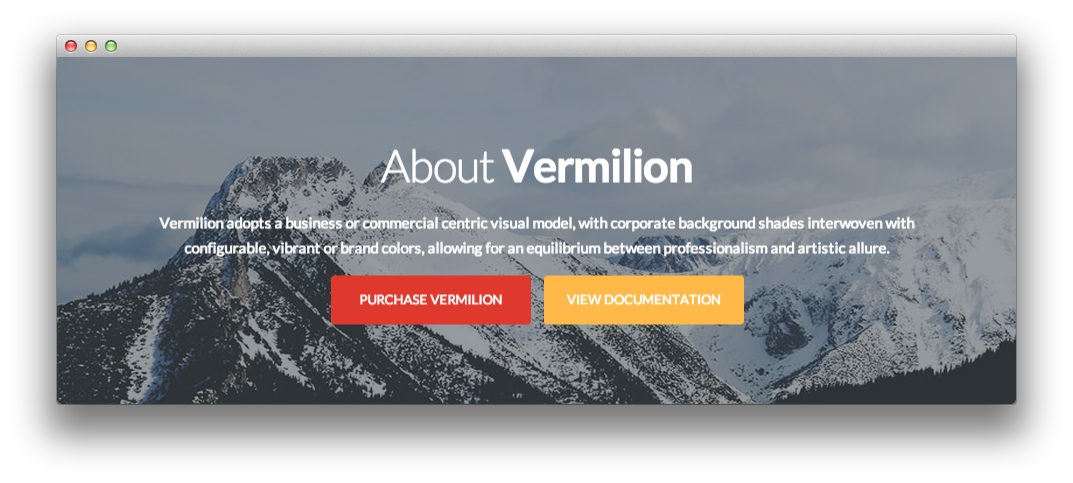 About Vermilion
Vermilion adopts a business or commercial centric visual model, with corporate background shades interwoven with
configurable, vibrant or brand colors, allowing for an equilibrium between professionalism and artistic allure.
PURCHASE VERMILION
VIEW DOCUMENTATION